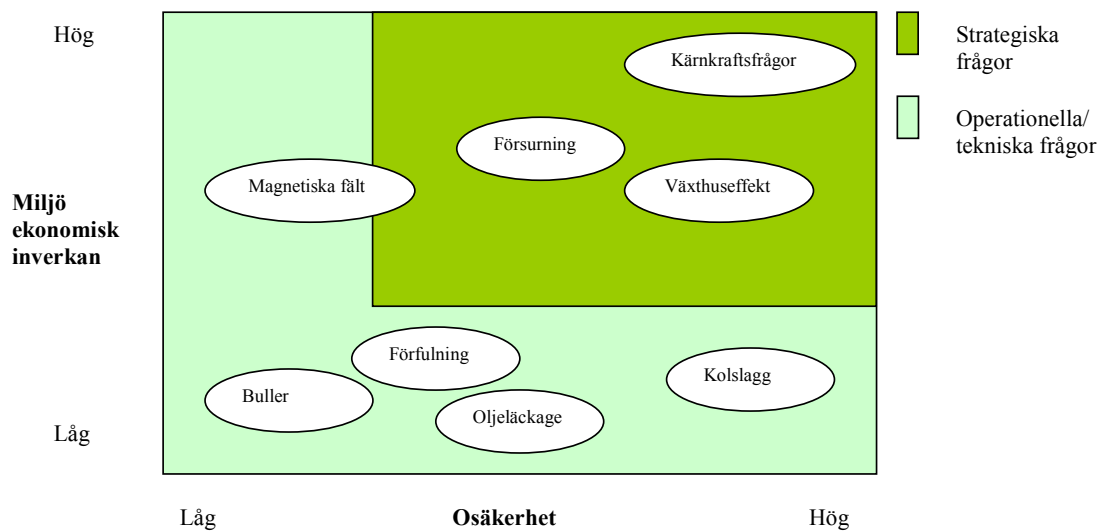 Hög
Kärnkraftsfrågor
Strategiska
frågor
Operationella/
tekniska frågor
Försurning
Magnetiska fält
Växthuseffekt
Miljö
ekonomisk
inverkan
Förfulning
Kolslagg
Buller
Oljeläckage
Låg
Låg
Osäkerhet
Hög